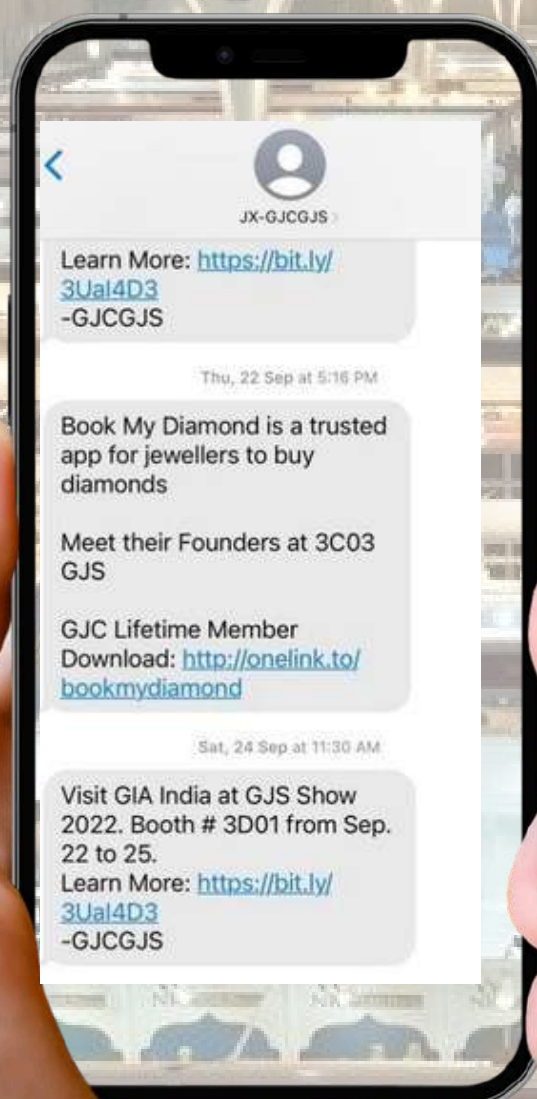 JX-GJCGJS
Learn More: https://bit.ly/
3Ual4D3
-GJCGJS
Thu, 22 Sep at 5:16 PM
Book My Diamond is a trusted
app for jewellers to buy
diamonds
Meet their Founders at 3C03
GJS
GJC Lifetime Member
Download: http://onelink.to/
bookmydiamond
Sat, 24 Sep at 11:30 AM
Visit GIA India at GJS Show
2022. Booth # 3D01 from Sep.
22 to 25.
Learn More: https://bit.ly/
3Ual4D3
-GJCGJS